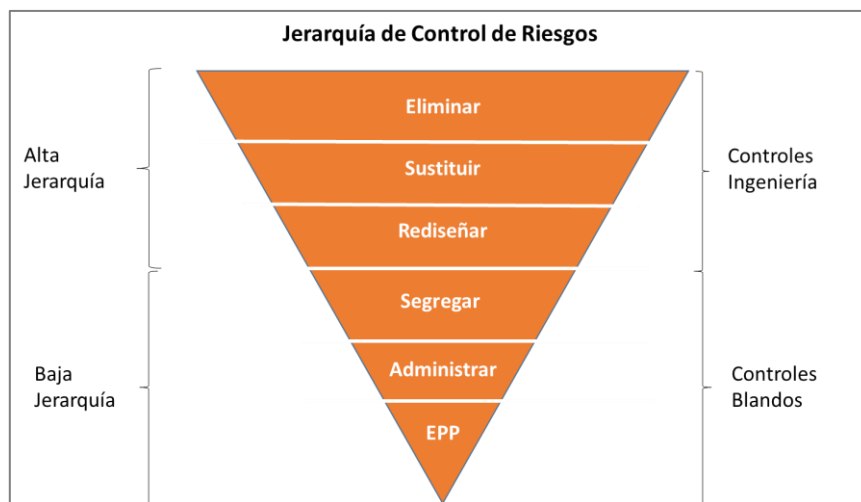 Jerarquía de Control de Riesgos
Eliminar
Alta
Jerarquía
Sustituir
Controles
Ingeniería
Rediseñar
Segregar
Baja
Jerarquía
Administrar
Controles
Blandos
EPP